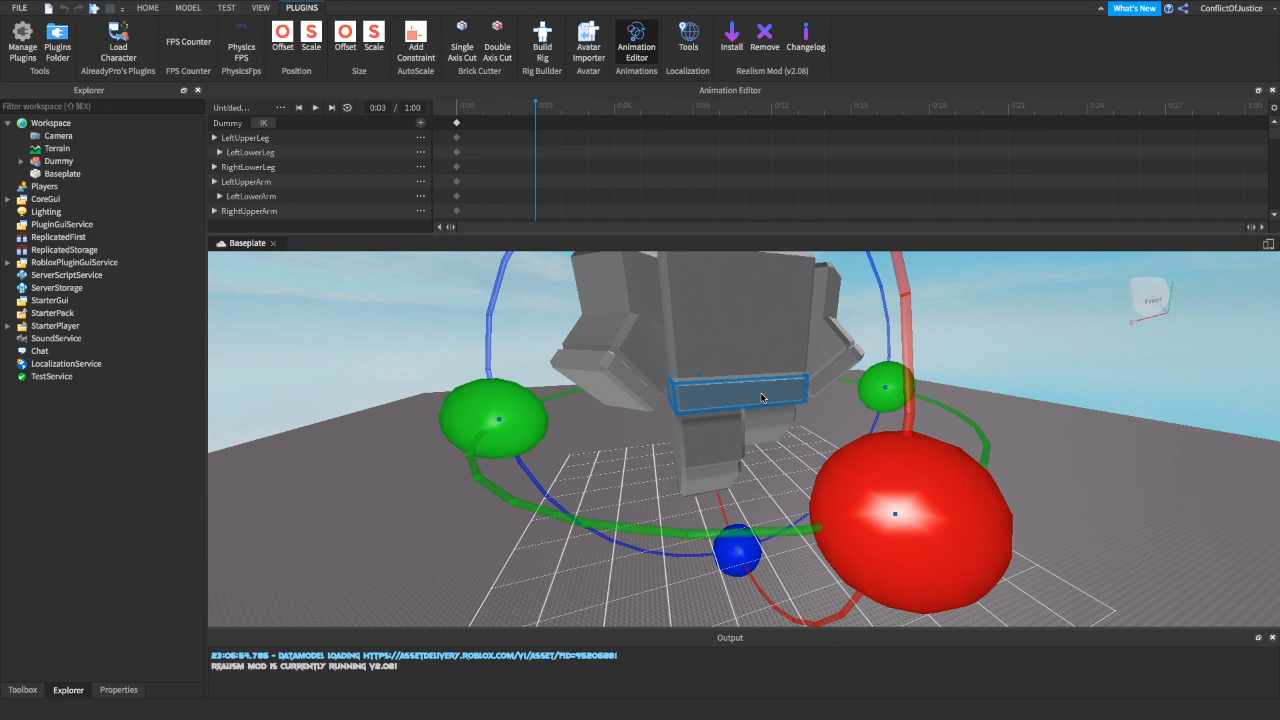 FILE HOME MODEL TEST VIEW PLUGINS What's New ConflictOfJustice
Manage Plugins Plugins Folder Load Character FPS Counter Physics FPS Offset Scale Offset Scale Add Constraint Single Axis Cut Double Axis Cut Build Rig Avatar Importer Animation Editor Tools Install Remove Changelog
Tools AlreadyPro's Plugins FPS Counter PhysicsFps Position Size AutoScale Brick Cutter Rig Builder Avatar Animations Localization Realism Mod (v2.08)
Explorer
Filter workspace (⇧⌘X)
Workspace
Camera
Terrain
Dummy
Baseplate
Players
CoreGui
Lighting
PluginGuiService
ReplicatedFirst
ReplicatedStorage
RobloxPluginGuiService
ServerScriptService
ServerStorage
StarterGui
StarterPack
StarterPlayer
SoundService
Chat
LocalizationService
TestService
Toolbox Explorer Properties
Animation Editor
Untitled... 0:03 / 1:00 0:00 0:03 0:06 0:09 0:12 0:15 0:18 0:21 0:24 0:27 1:00
Dummy IK
LeftUpperLeg
LeftLowerLeg
RightLowerLeg
LeftUpperArm
LeftLowerArm
RightUpperArm
Baseplate
Front
X
Output
23:06:54.786 - DATAMODEL LOADING HTTPS://ASSETDELIVERY.ROBLOX.COM/V1/ASSET/?ID=95206881
REALISM MOD IS CURRENTLY RUNNING V2.081